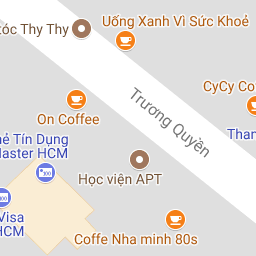 tóc Thy Thy
Uống Xanh Vì Sức Khoẻ
CyCy Co
On Coffee
Trương Quyền
Than
hẻ Tín Dụng
Master HCM
Học viện APT
Visa
HCM
Coffe Nha minh 80s